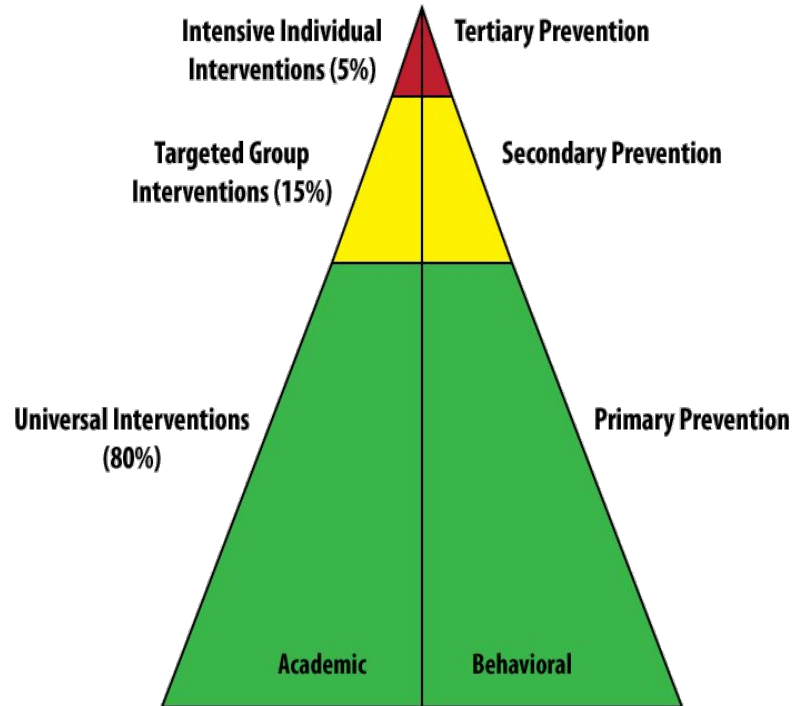 Intensive Individual
Interventions (5%)
Tertiary Prevention
Targeted Group
Interventions (15%)
Secondary Prevention
Universal Interventions
(80%)
Primary Prevention
Academic
Behavioral